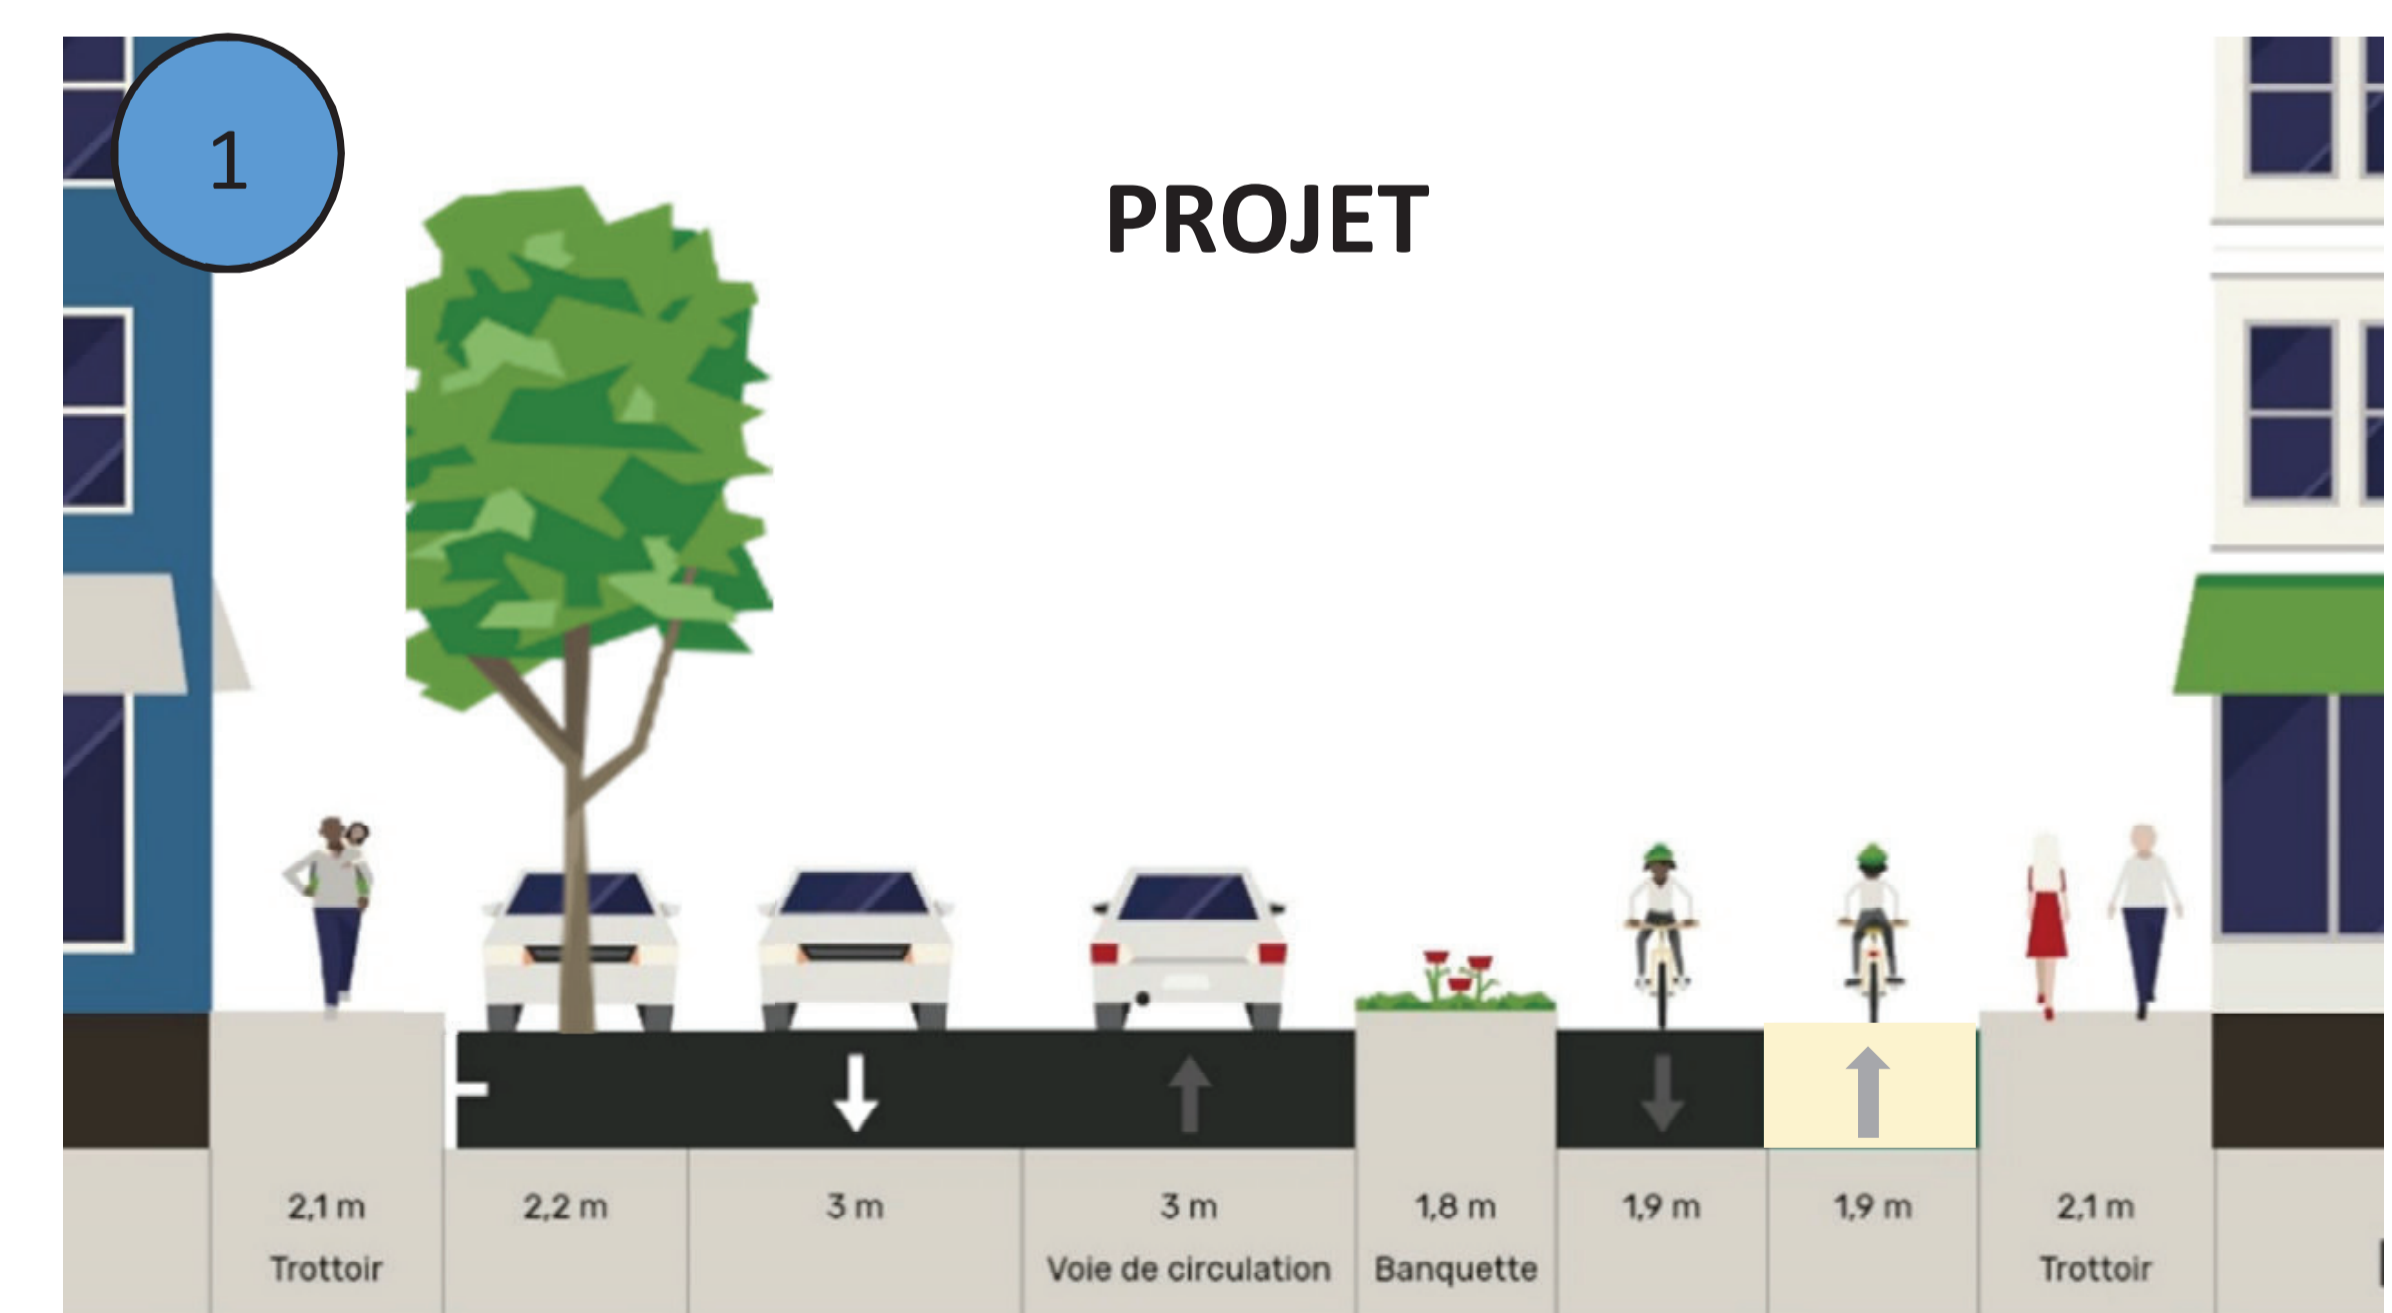 1
PROJET
2,1 m
2,2 m
3 m
3 m
1,8 m
1,9 m
1,9 m
2,1 m
Trottoir
Voie de circulation
Banquette
Trottoir